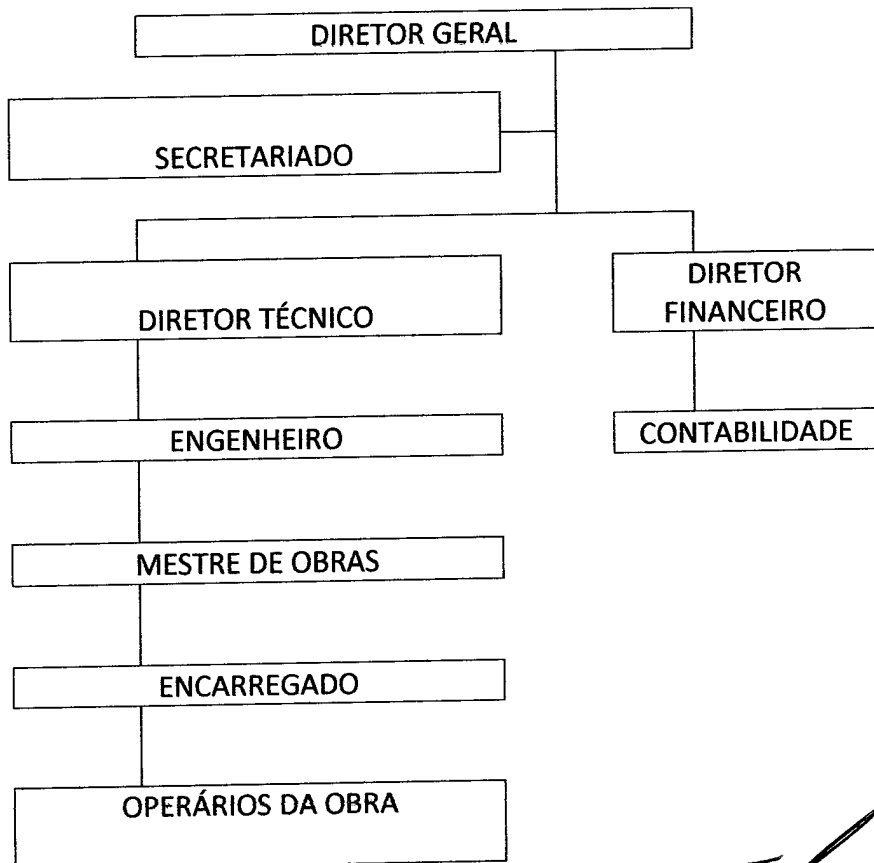 DIRETOR GERAL
SECRETARIADO
DIRETOR TÉCNICO
DIRETOR
FINANCEIRO
ENGENHEIRO
CONTABILIDADE
MESTRE DE OBRAS
ENCARREGADO
OPERÁRIOS DA OBRA